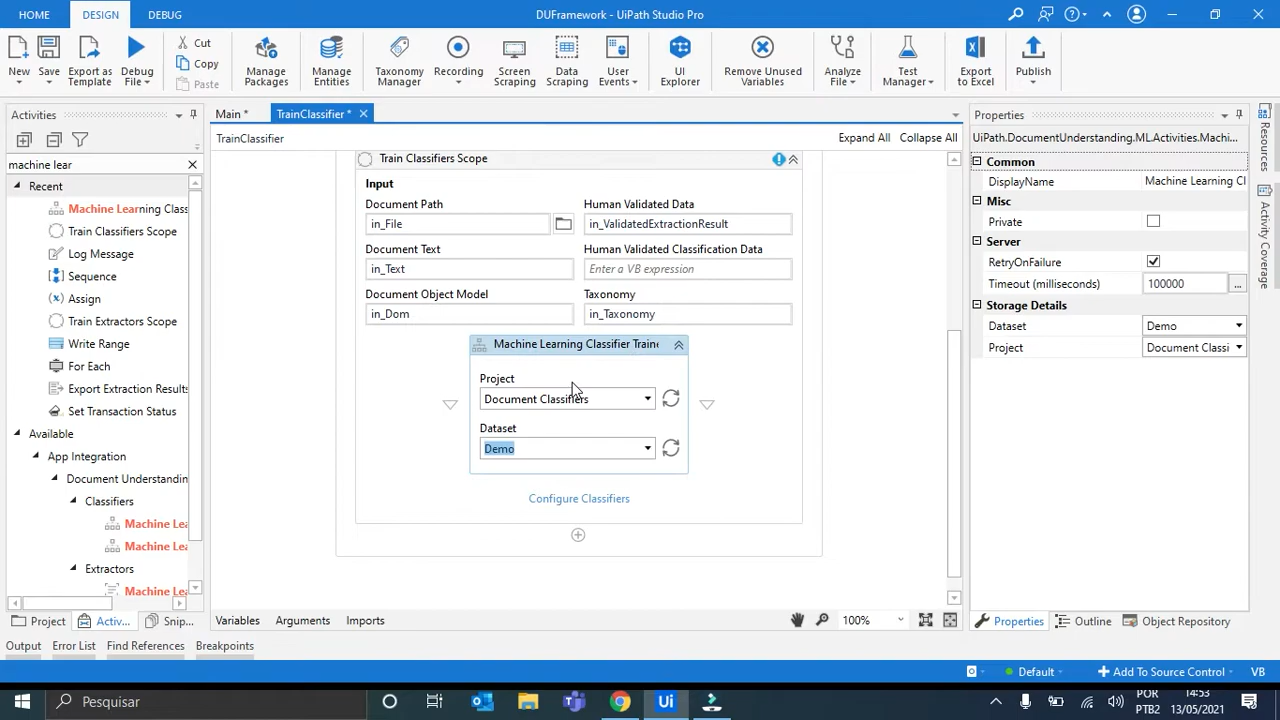 HOME DESIGN DEBUG DUFramework - UiPath Studio Pro
New Save Export as Template Debug File Cut Copy Paste Manage Packages Manage Entities Taxonomy Manager Recording Screen Scraping Data Scraping User Events UI Explorer Remove Unused Variables Analyze File Test Manager Export to Excel Publish
Activities
machine lear
Recent
Machine Learning Class
Train Classifiers Scope
Log Message
Sequence
Assign
Train Extractors Scope
Write Range
For Each
Export Extraction Results
Set Transaction Status
Available
App Integration
Document Understandin
Classifiers
Machine Lea
Machine Lea
Extractors
Machine Lea
Project Activ... Snip...
Main * TrainClassifier *
TrainClassifier Expand All Collapse All
Train Classifiers Scope
Input
Document Path Human Validated Data
in_File in_ValidatedExtractionResult
Document Text Human Validated Classification Data
in_Text Enter a VB expression
Document Object Model Taxonomy
in_Dom in_Taxonomy
Machine Learning Classifier Traine
Project
Document Classifiers
Dataset
Demo
Configure Classifiers
Variables Arguments Imports 100%
Properties
UiPath.DocumentUnderstanding.ML.Activities.Machi...
Common
DisplayName Machine Learning Cl
Misc
Private
Server
RetryOnFailure
Timeout (milliseconds) 100000 ...
Storage Details
Dataset Demo
Project Document Classi
Properties Outline Object Repository
Resources
Activity Coverage
Output Error List Find References Breakpoints
Default Add To Source Control VB
Pesquisar
Ui
POR
PTB2
14:53
13/05/2021